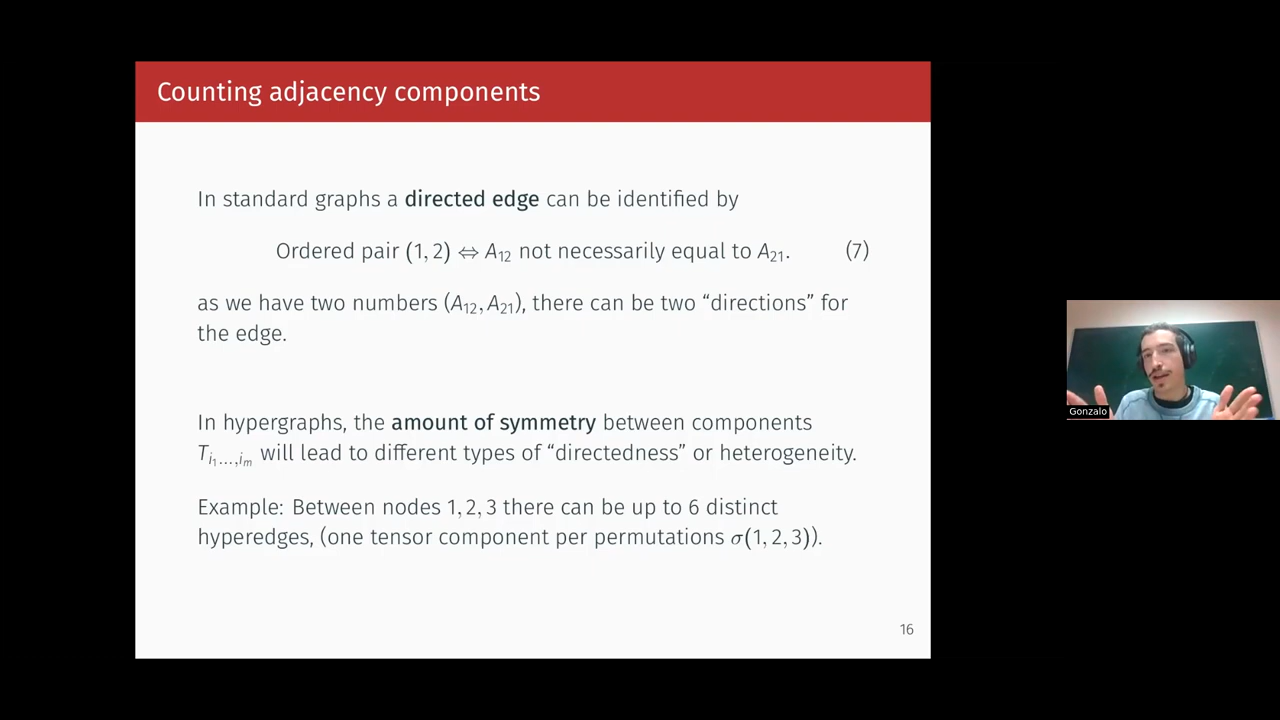 Counting adjacency components
In standard graphs a directed edge can be identified by
Ordered pair (1, 2) ⇔ A₁₂ not necessarily equal to A₂₁. (7)
as we have two numbers (A₁₂, A₂₁), there can be two “directions” for
the edge.
In hypergraphs, the amount of symmetry between components
T_{i₁...,iₘ} will lead to different types of “directedness” or heterogeneity.
Example: Between nodes 1, 2, 3 there can be up to 6 distinct
hyperedges, (one tensor component per permutations σ(1, 2, 3)).
16
Gonzalo